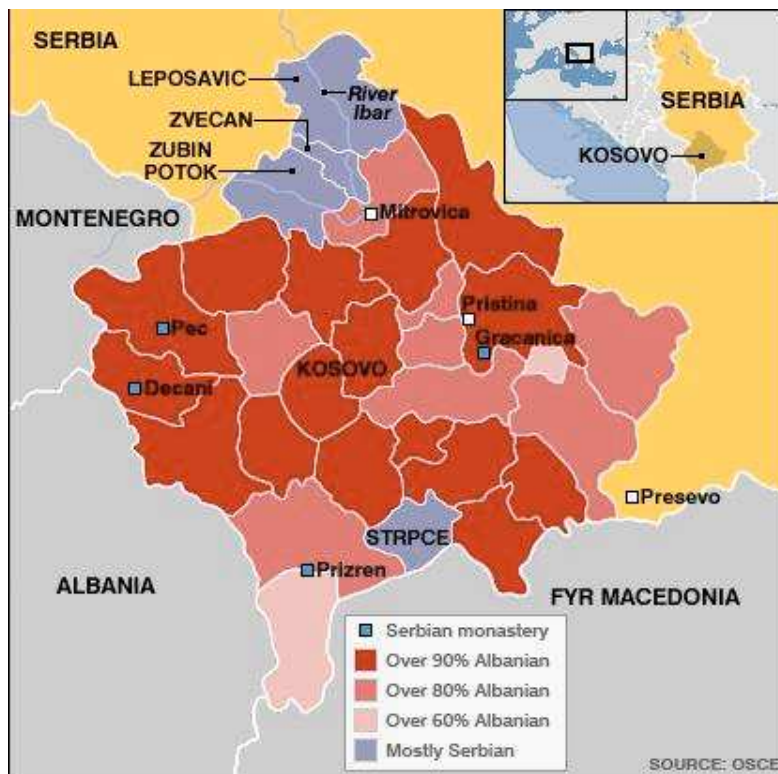 SERBIA
LEPOSAVIC
River
Ibar
ZVECAN
ZUBIN
POTOK
SERBIA
KOSOVO
MONTENEGRO
Mitrovica
Pristina
Pec
Gracanica
KOSOVO
Decani
Presevo
STRPCE
Prizren
ALBANIA
FYR MACEDONIA
Serbian monastery
Over 90% Albanian
Over 80% Albanian
Over 60% Albanian
Mostly Serbian
SOURCE: OSCE